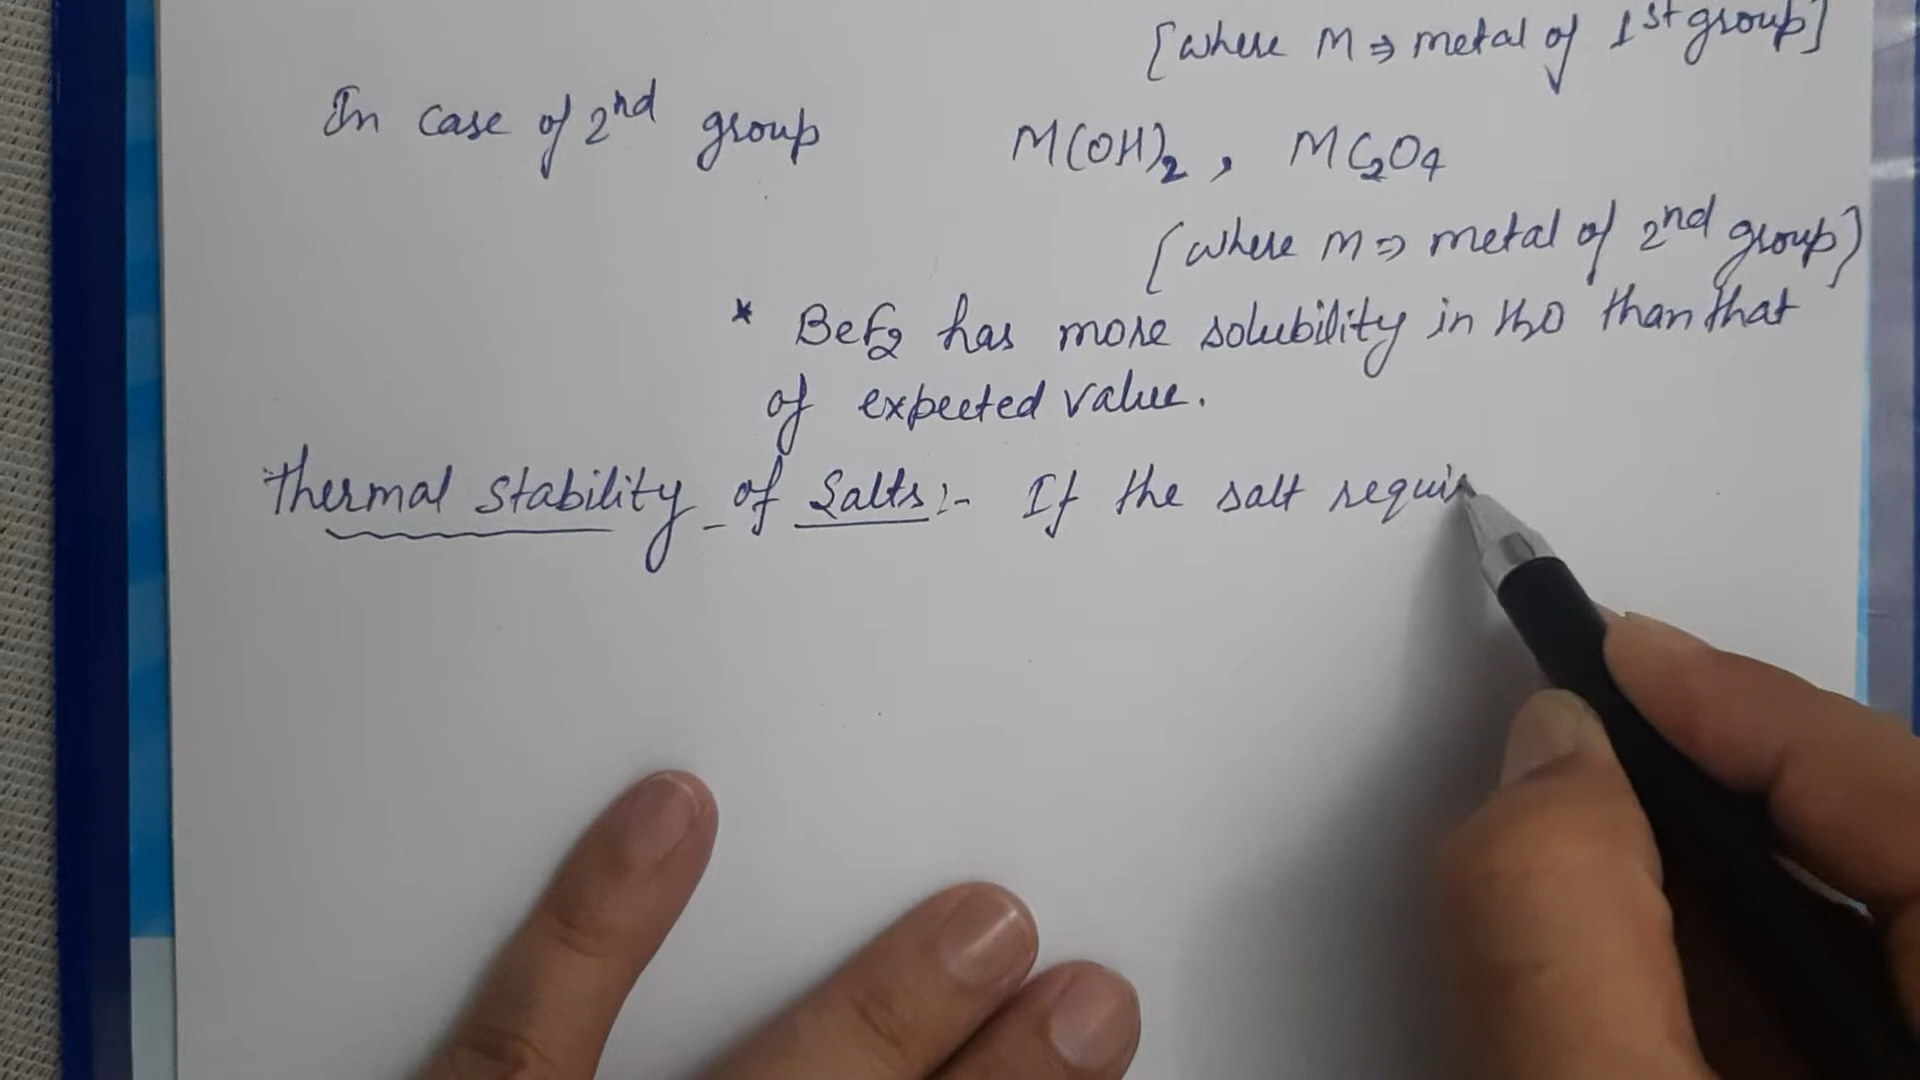 [where M ⇒ metal of 1st group]
In case of 2nd group M(OH)2, MC2O4
[where M ⇒ metal of 2nd group]
* BeF2 has more solubility in H2O than that
of expected value.
Thermal stability of Salts:- If the salt requi